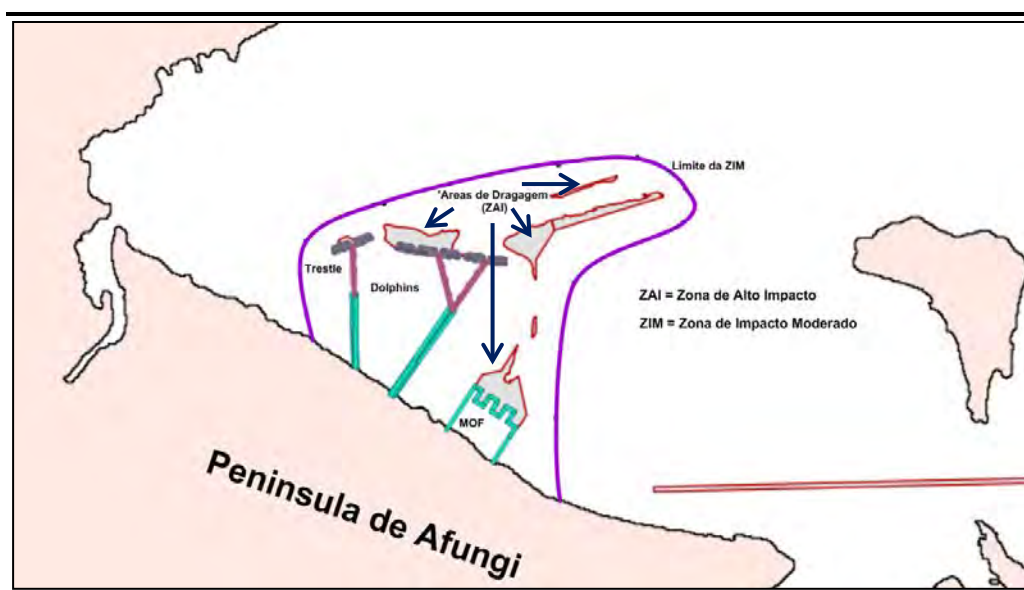 Limite da ZIM
'Areas de Dragagem
(ZAI)
Trestle
Dolphins
ZAI = Zona de Alto Impacto
ZIM = Zona de Impacto Moderado
MOF
Peninsula de Afungi